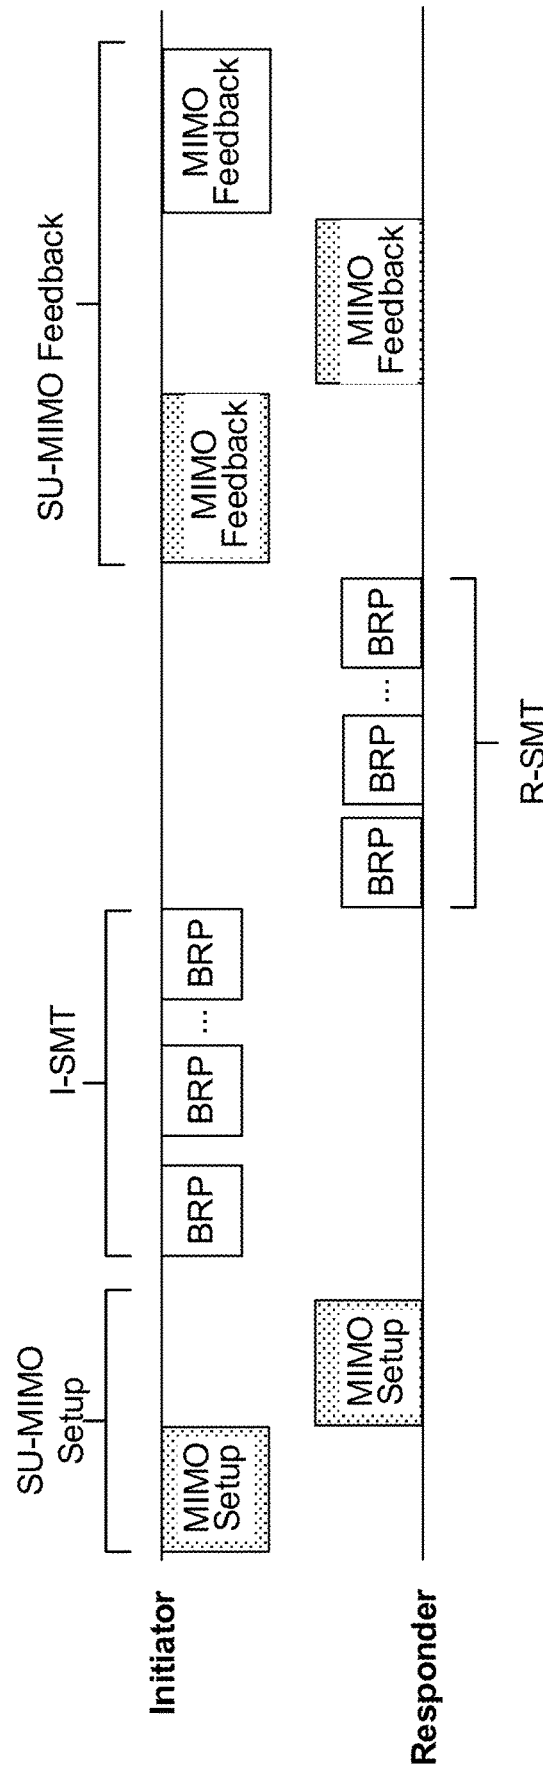 SU-MIMO
Setup
I-SMT
SU-MIMO Feedback
Initiator
MIMO
Setup
BRP
BRP
...
BRP
MIMO
Feedback
MIMO
Feedback
Responder
MIMO
Setup
BRP
BRP
...
BRP
MIMO
Feedback
R-SMT